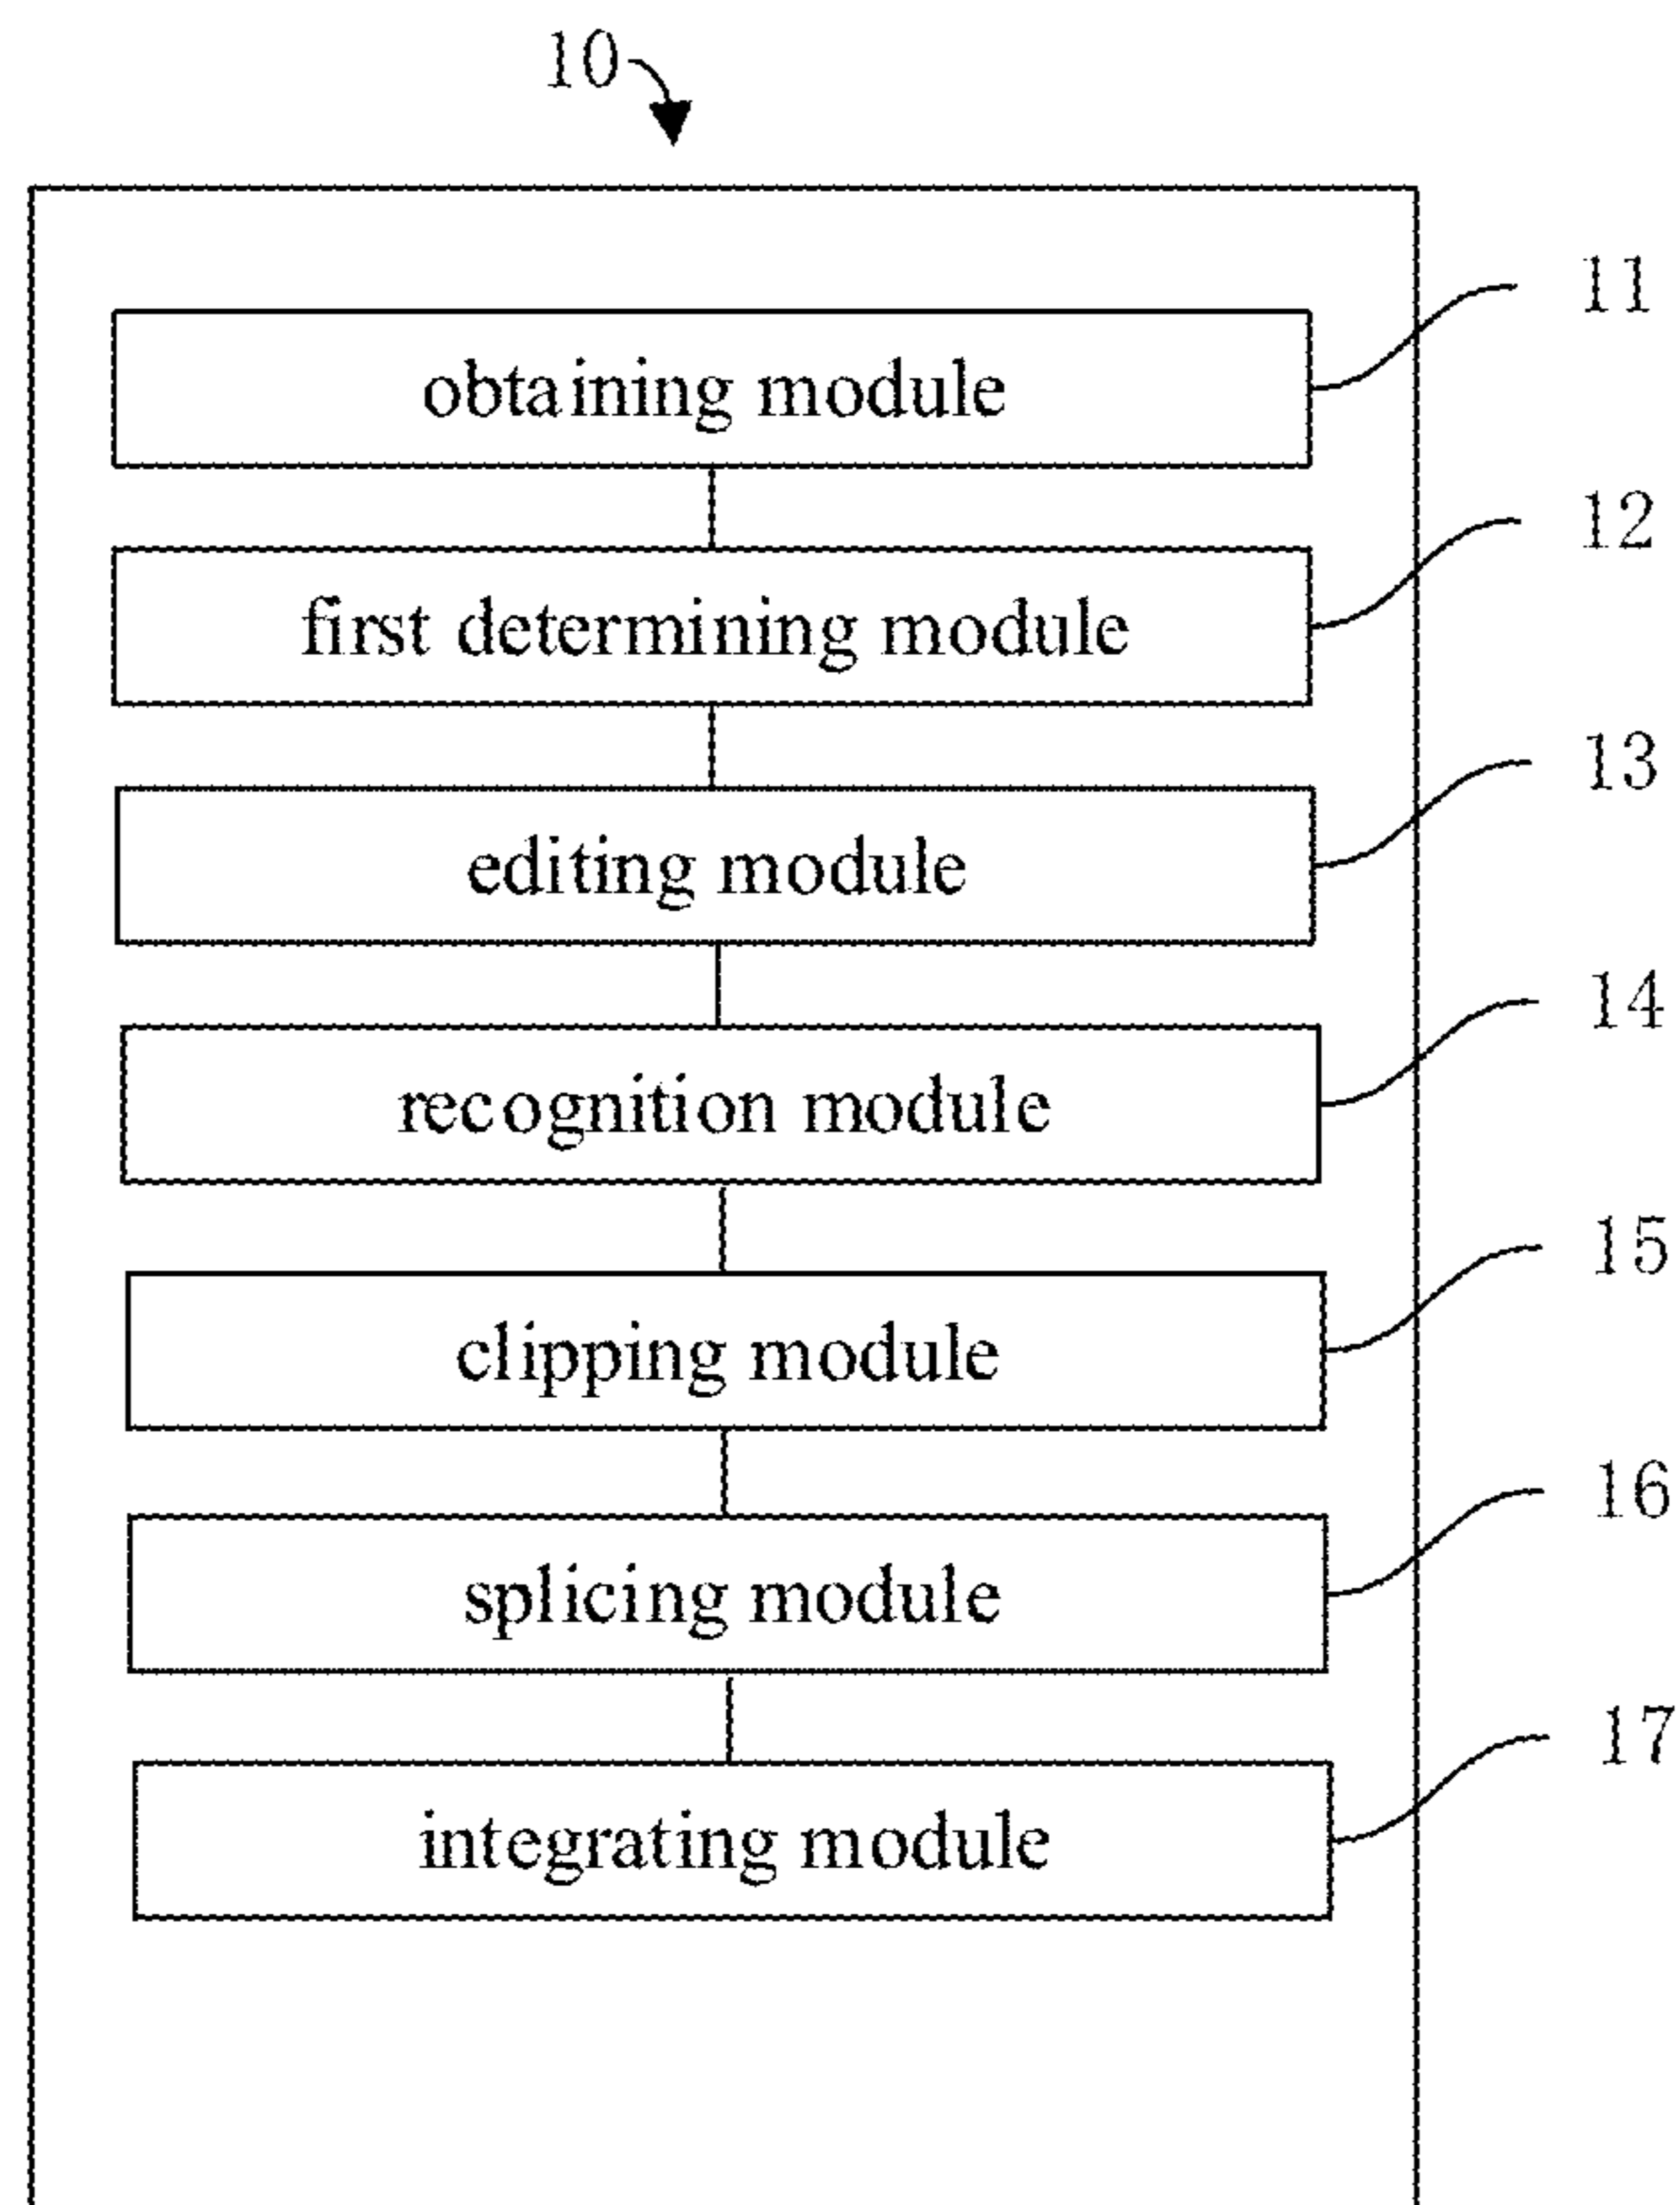 10
obtaining module
11
first determining module
12
editing module
13
recognition module
14
clipping module
15
splicing module
16
integrating module
17